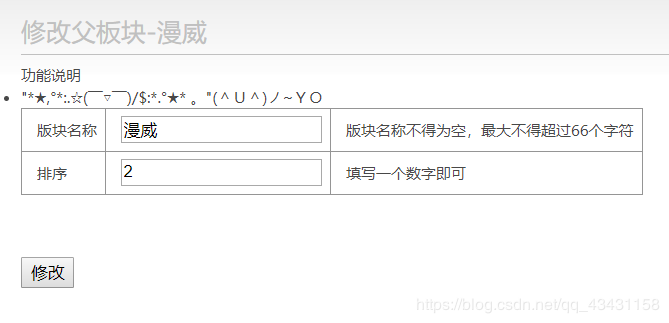 修改父板块-漫威
功能说明
"*★,°*:.☆(￣▽￣)/$:*.°★* 。"(＾Ｕ＾)ノ~ＹＯ
版块名称 漫威 版块名称不得为空，最大不得超过66个字符
排序 2 填写一个数字即可
修改
https://blog.csdn.net/qq_43431158